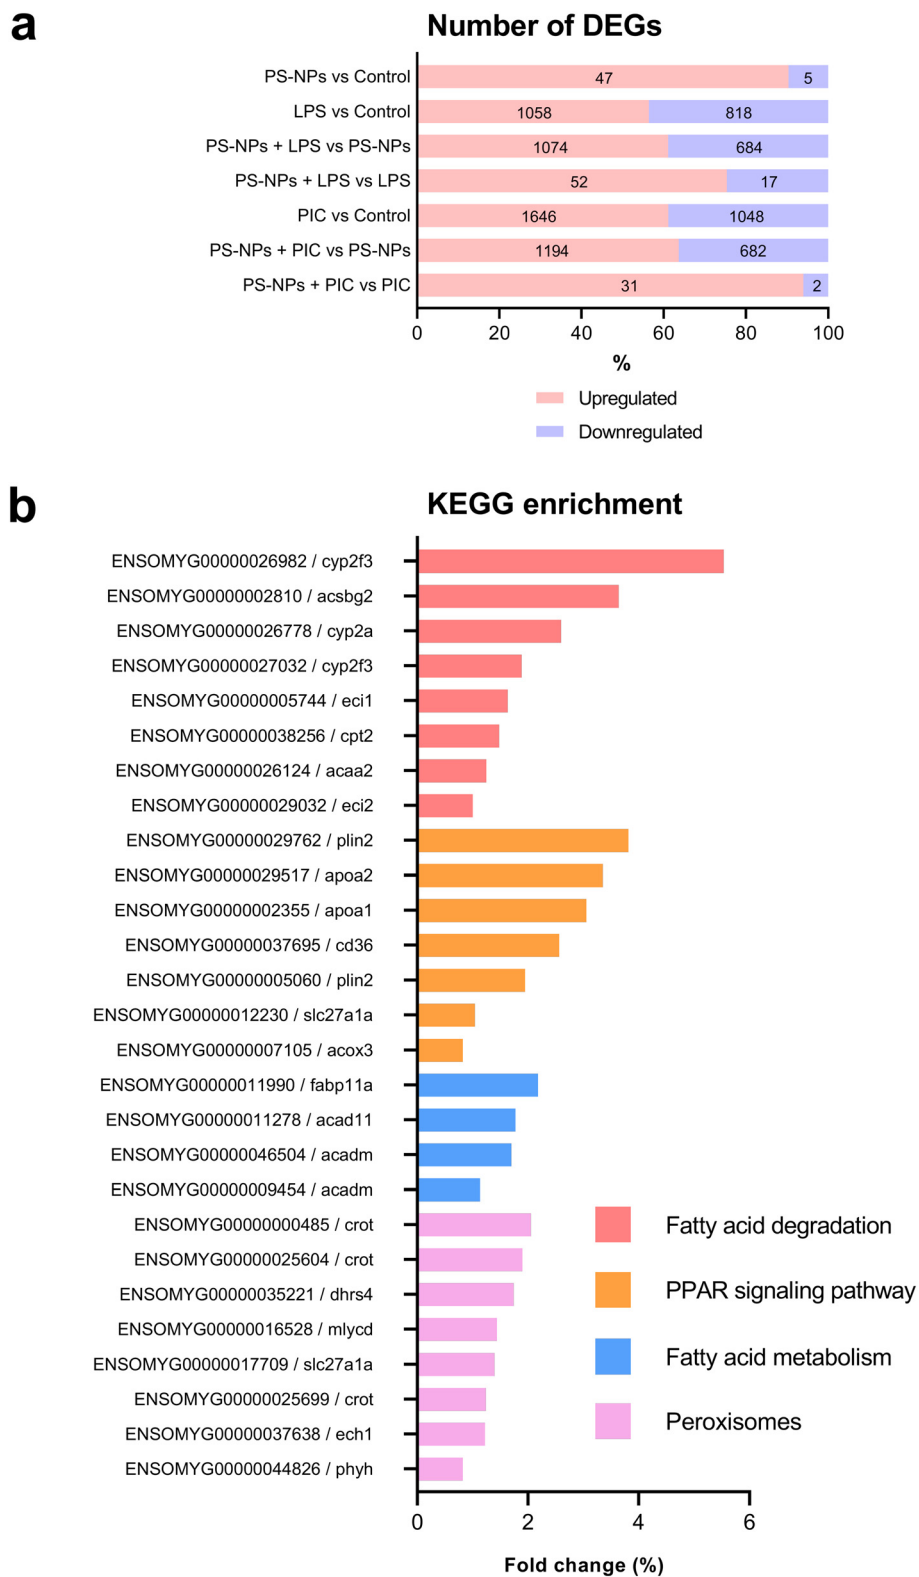 a
Number of DEGs
PS-NPs vs Control 47 5
LPS vs Control 1058 818
PS-NPs + LPS vs PS-NPs 1074 684
PS-NPs + LPS vs LPS 52 17
PIC vs Control 1646 1048
PS-NPs + PIC vs PS-NPs 1194 682
PS-NPs + PIC vs PIC 31 2
0 20 40 60 80 100
%
Upregulated
Downregulated
b
KEGG enrichment
ENSOMYG00000026982 / cyp2f3
ENSOMYG00000002810 / acsbg2
ENSOMYG00000026778 / cyp2a
ENSOMYG00000027032 / cyp2f3
ENSOMYG00000005744 / eci1
ENSOMYG00000038256 / cpt2
ENSOMYG00000026124 / acaa2
ENSOMYG00000029032 / eci2
ENSOMYG00000029762 / plin2
ENSOMYG00000029517 / apoa2
ENSOMYG00000002355 / apoa1
ENSOMYG00000037695 / cd36
ENSOMYG00000005060 / plin2
ENSOMYG00000012230 / slc27a1a
ENSOMYG00000007105 / acox3
ENSOMYG00000011990 / fabp11a
ENSOMYG00000011278 / acad11
ENSOMYG00000046504 / acadm
ENSOMYG00000009454 / acadm
ENSOMYG00000000485 / crot
ENSOMYG00000025604 / crot
ENSOMYG00000035221 / dhrs4
ENSOMYG00000016528 / mlycd
ENSOMYG00000017709 / slc27a1a
ENSOMYG00000025699 / crot
ENSOMYG00000037638 / ech1
ENSOMYG00000044826 / phyh
Fatty acid degradation
PPAR signaling pathway
Fatty acid metabolism
Peroxisomes
0 2 4 6
Fold change (%)